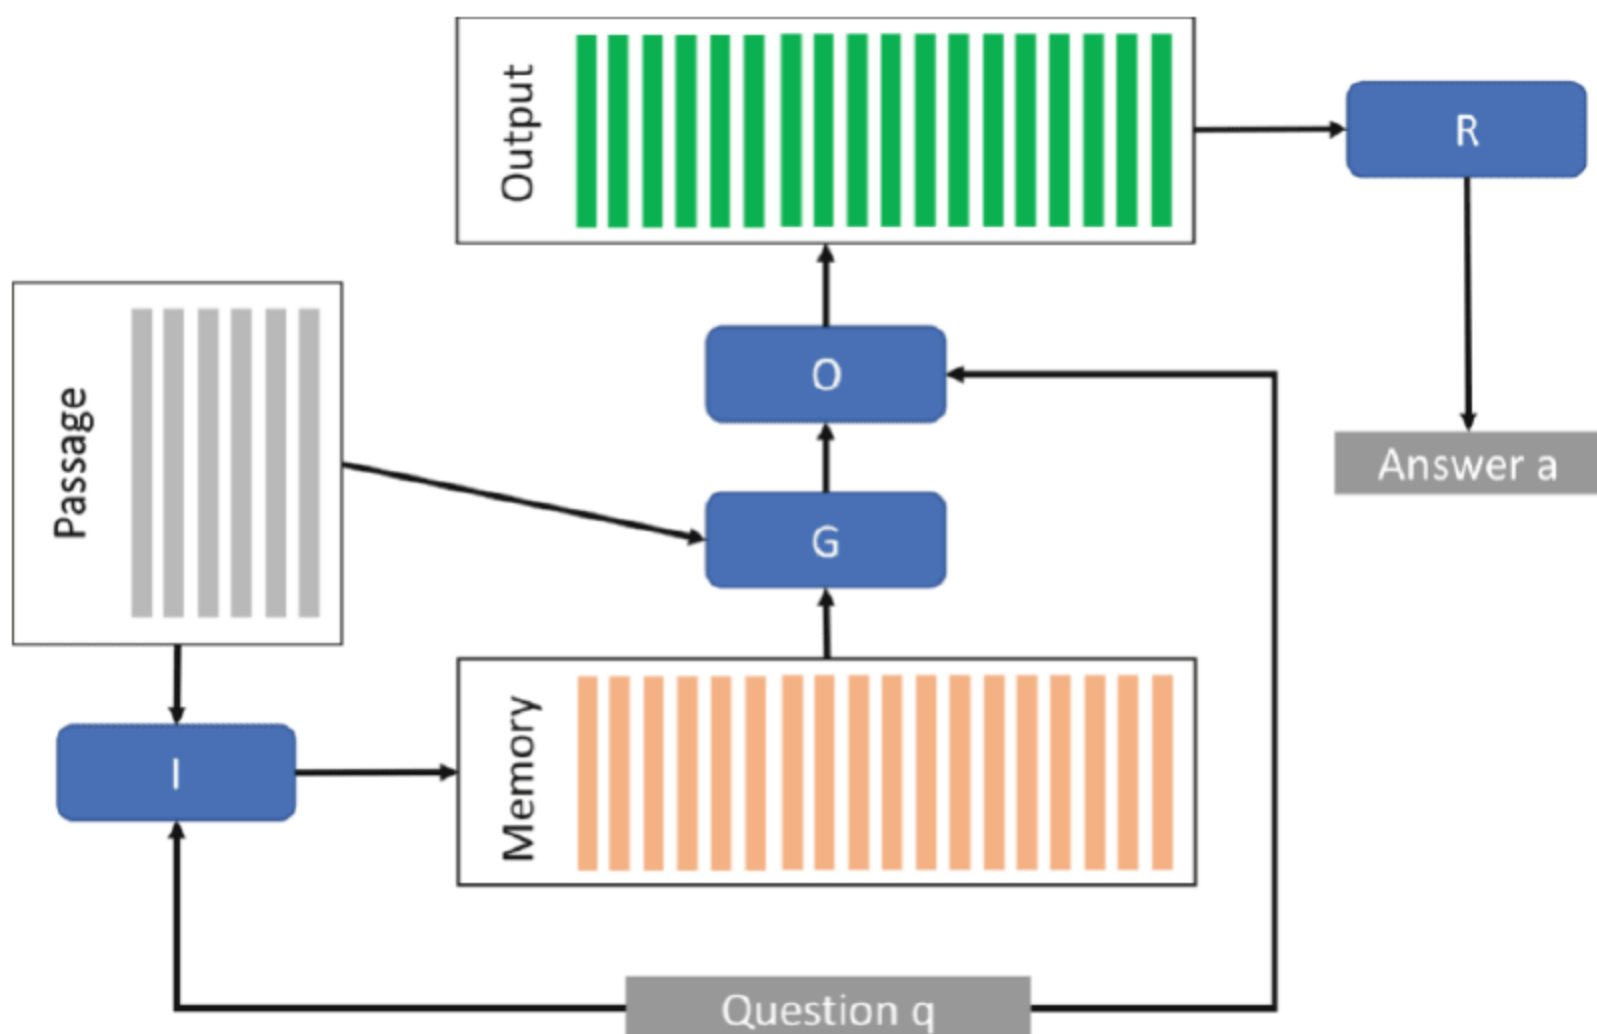 Output
R
Passage
O
Answer a
G
I
Memory
Question q